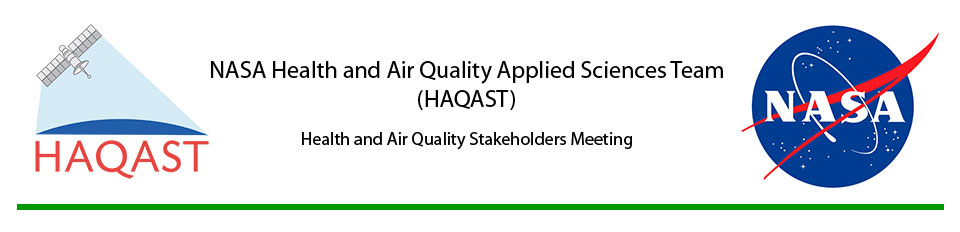 HAQAST
NASA Health and Air Quality Applied Sciences Team
(HAQAST)
Health and Air Quality Stakeholders Meeting
NASA